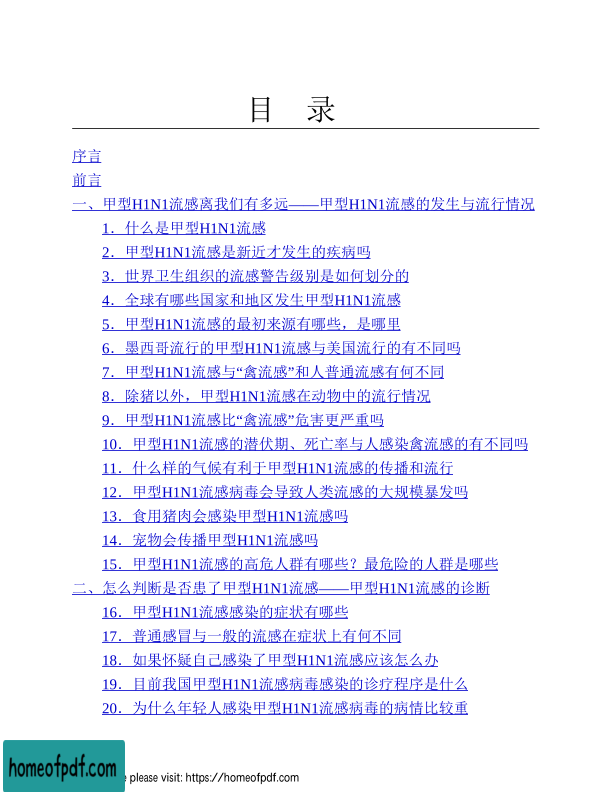 目 录
序言
前言
一、甲型H1N1流感离我们有多远——甲型H1N1流感的发生与流行情况
1．什么是甲型H1N1流感
2．甲型H1N1流感是新近才发生的疾病吗
3．世界卫生组织的流感警告级别是如何划分的
4．全球有哪些国家和地区发生甲型H1N1流感
5．甲型H1N1流感的最初来源有哪些，是哪里
6．墨西哥流行的甲型H1N1流感与美国流行的有不同吗
7．甲型H1N1流感与“禽流感”和人普通流感有何不同
8．除猪以外，甲型H1N1流感在动物中的流行情况
9．甲型H1N1流感比“禽流感”危害更严重吗
10．甲型H1N1流感的潜伏期、死亡率与人感染禽流感的有不同吗
11．什么样的气候有利于甲型H1N1流感的传播和流行
12．甲型H1N1流感病毒会导致人类流感的大规模暴发吗
13．食用猪肉会感染甲型H1N1流感吗
14．宠物会传播甲型H1N1流感吗
15．甲型H1N1流感的高危人群有哪些？最危险的人群是哪些
二、怎么判断是否患了甲型H1N1流感——甲型H1N1流感的诊断
16．甲型H1N1流感感染的症状有哪些
17．普通感冒与一般的流感在症状上有何不同
18．如果怀疑自己感染了甲型H1N1流感应该怎么办
19．目前我国甲型H1N1流感病毒感染的诊疗程序是什么
20．为什么年轻人感染甲型H1N1流感病毒的病情比较重
homeofpdf.com
please visit: https://homeofpdf.com